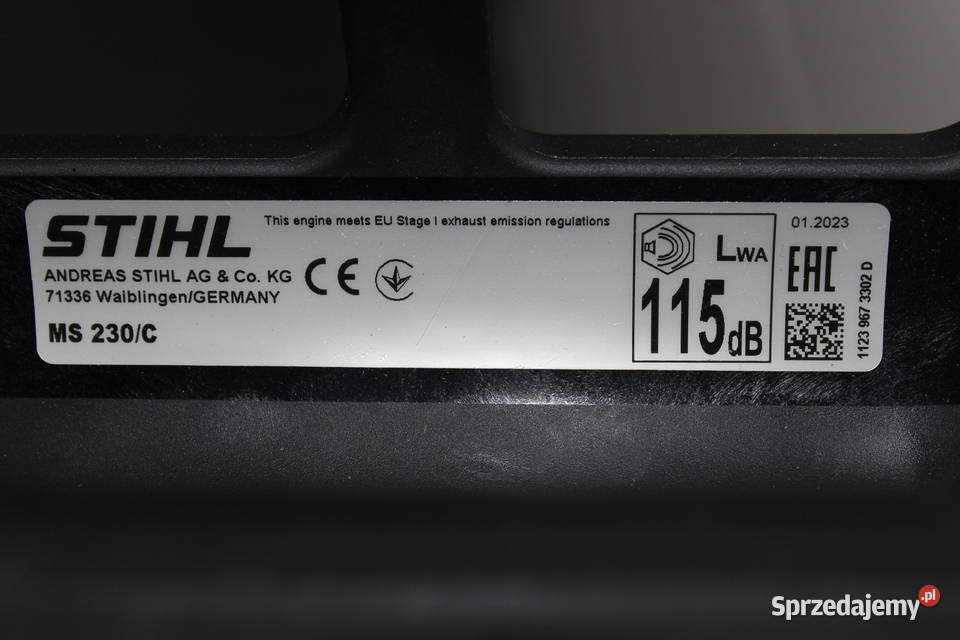 STIHL
This engine meets EU Stage I exhaust emission regulations
ANDREAS STIHL AG & Co. KG
71336 Waiblingen/GERMANY
CE
MS 230/C
LWA
115dB
01.2023
EAC
1123 967 3302 D
Sprzedajemy.pl